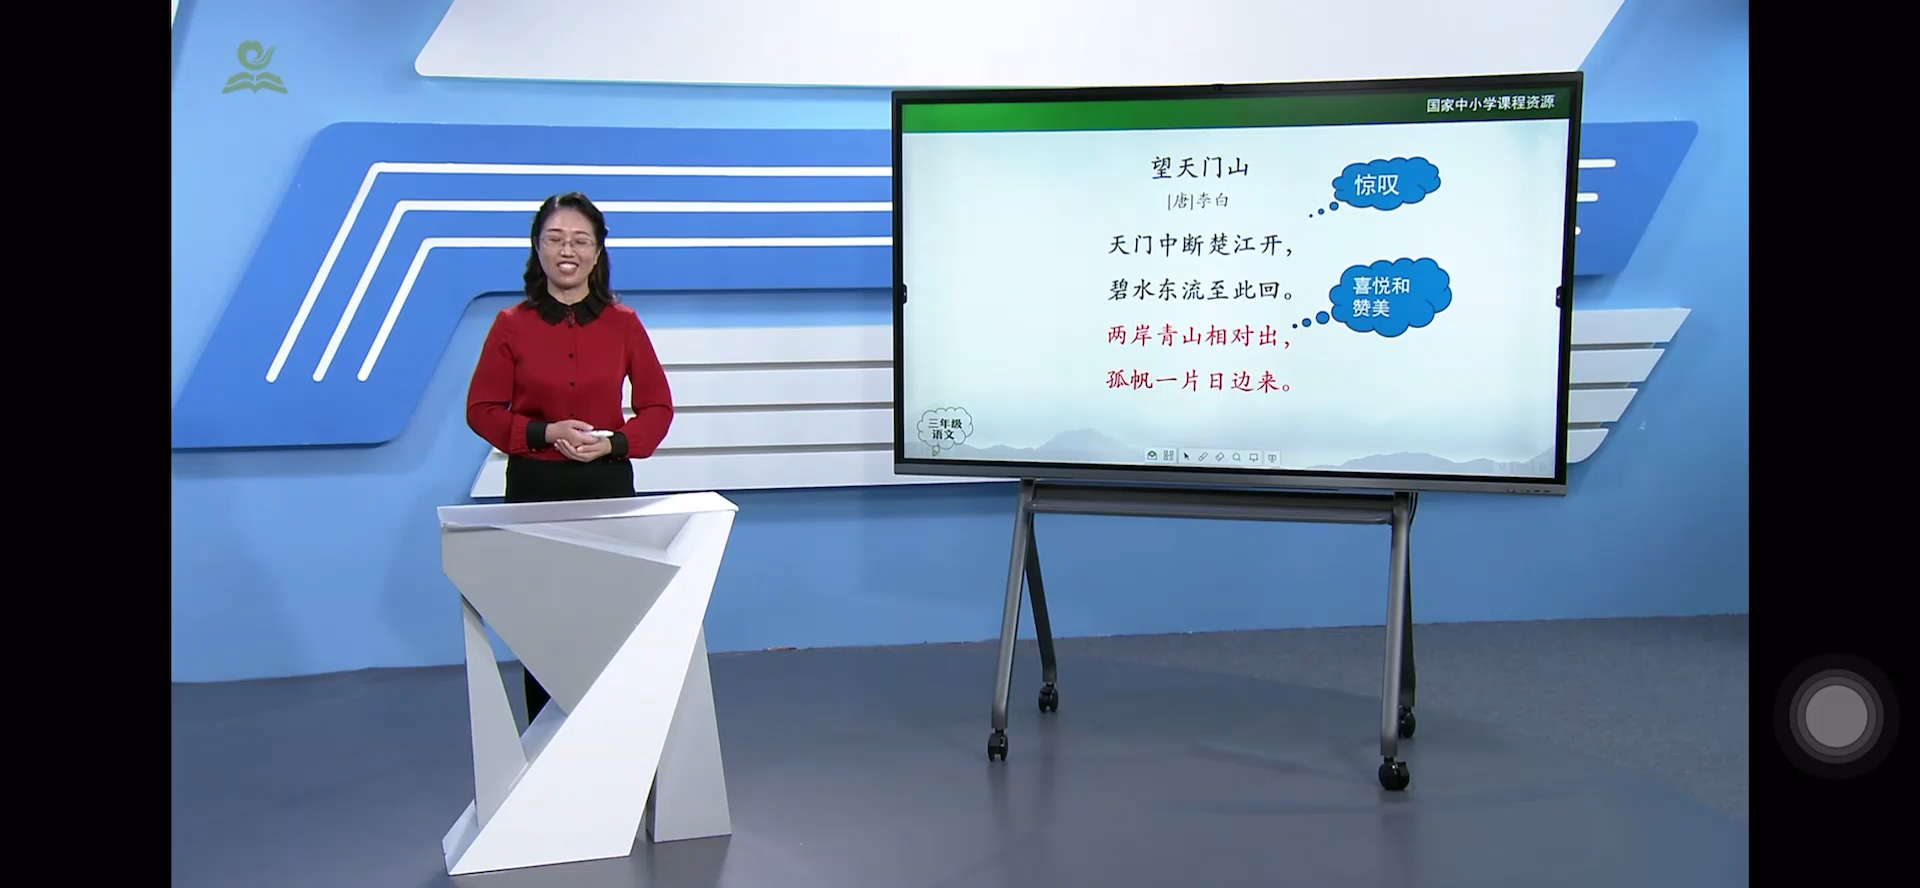 国家中小学课程资源
望天门山
[唐]李白
惊叹
天门中断楚江开，
碧水东流至此回。
喜悦和
赞美
两岸青山相对出，
孤帆一片日边来。
三年级
语文